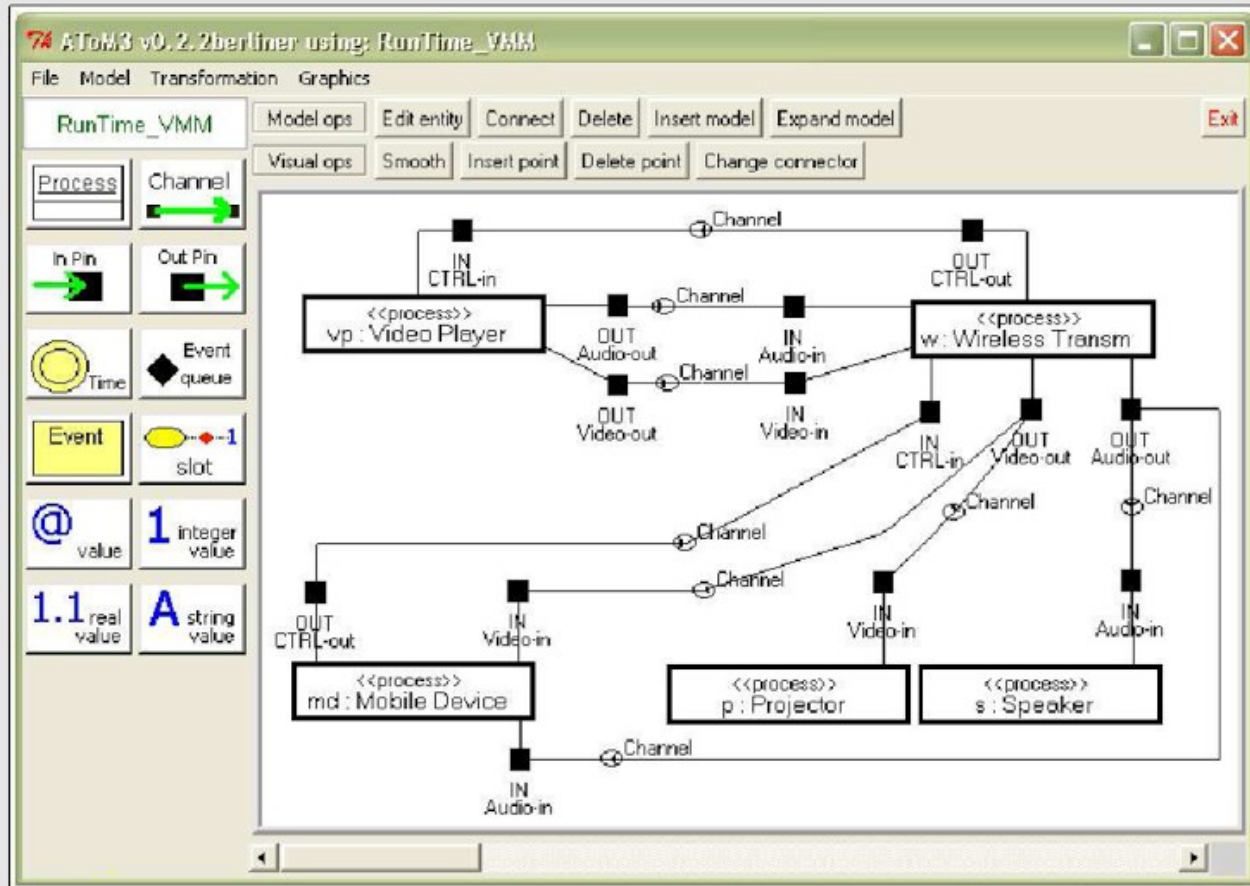 AToM3 v0.2.2berliner using: RunTime_VMM
File Model Transformation Graphics
RunTime_VMM
Model ops Edit entity Connect Delete Insert model Expand model Exit
Visual ops Smooth Insert point Delete point Change connector
Process
Channel
In Pin
Out Pin
Time
Event
queue
Event
slot
1
@
value
1 integer
value
1.1 real
value
A string
value
Channel
IN
CTRL-in
OUT
CTRL-out
<<process>>
vp : Video Player
Channel
OUT
Audio-out
IN
Audio-in
<<process>>
w : Wireless Transm
Channel
OUT
Video-out
IN
Video-in
IN
CTRL-in
OUT
Video-out
OUT
Audio-out
Channel
Channel
Channel
Channel
OUT
CTRL-out
IN
Video-in
IN
Video-in
IN
Audio-in
<<process>>
md : Mobile Device
<<process>>
p : Projector
<<process>>
s : Speaker
Channel
IN
Audio-in